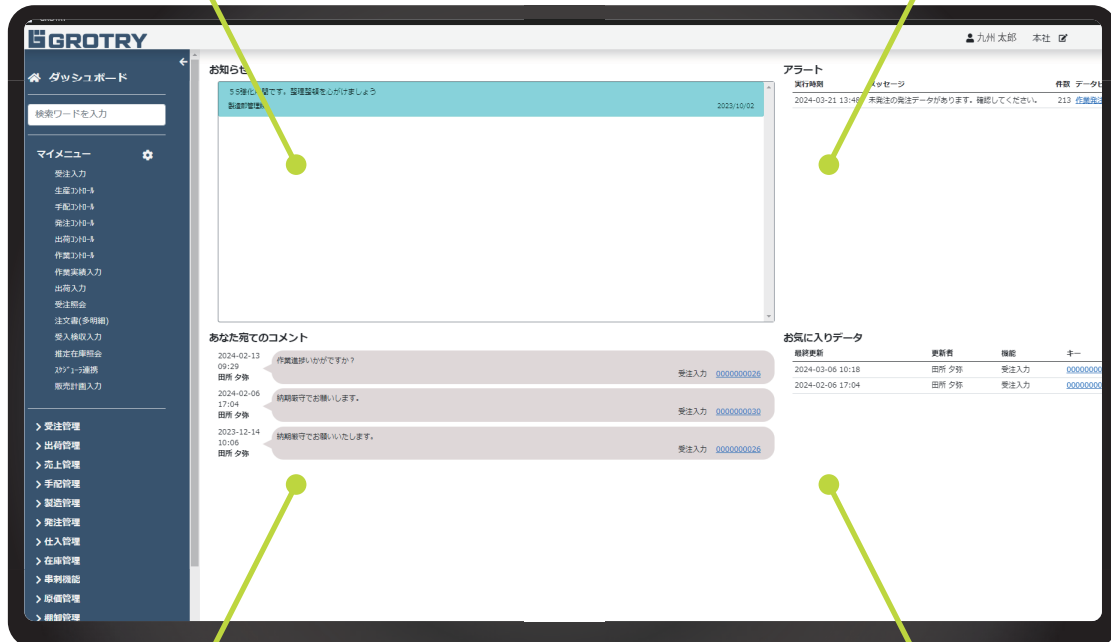 GROTRY
九州 太郎 本社
ダッシュボード
検索ワードを入力
マイメニュー
受注入力
生産ｺﾝﾄﾛｰﾙ
手配ｺﾝﾄﾛｰﾙ
発注ｺﾝﾄﾛｰﾙ
出荷ｺﾝﾄﾛｰﾙ
作業ｺﾝﾄﾛｰﾙ
作業実績入力
出荷入力
受注照会
注文書(多明細)
受入検収入力
推定在庫照会
ｽｹｼﾞｭｰﾗ連携
販売計画入力
受注管理
出荷管理
売上管理
手配管理
製造管理
発注管理
仕入管理
在庫管理
串刺機能
原価管理
棚卸管理
お知らせ
5S強化期間です。整理整頓を心がけましょう
製造部管理 2023/10/02
アラート
実行時刻 メッセージ 件数
2024-03-21 13:48 未発注の発注データがあります。確認してください。 213 作業発注
あなた宛てのコメント
2024-02-13
09:29
田所 夕弥
作業進捗いかがですか？
受注入力 0000000026
2024-02-06
17:04
田所 夕弥
納期厳守でお願いします。
受注入力 0000000030
2023-12-14
10:06
田所 夕弥
納期厳守でお願いいたします。
受注入力 0000000026
お気に入りデータ
最終更新 更新者 機能 キー
2024-03-06 10:18 田所 夕弥 受注入力 00000000
2024-02-06 17:04 田所 夕弥 受注入力 00000000